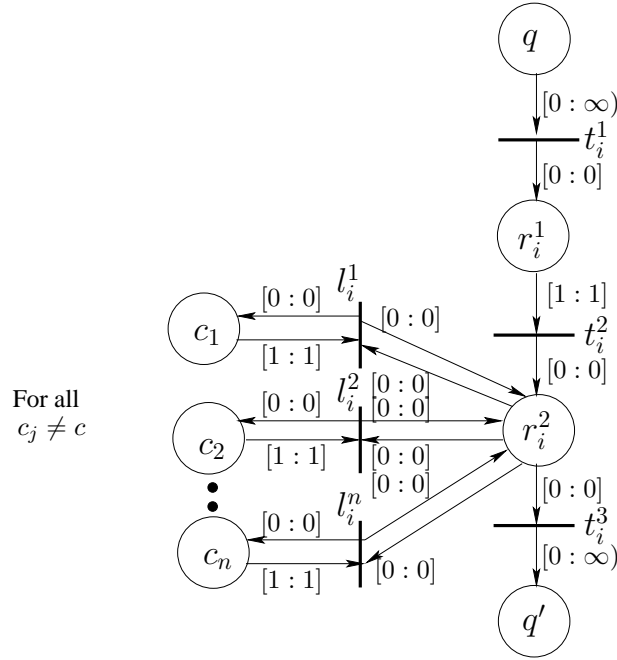 q
[0 : ∞)
t_i^1
[0 : 0]
r_i^1
[1 : 1]
t_i^2
[0 : 0]
l_i^1
[0 : 0]
[0 : 0]
c_1
[1 : 1]
For all
c_j ≠ c
l_i^2
[0 : 0]
[0 : 0]
[0 : 0]
c_2
[1 : 1]
[0 : 0]
[0 : 0]
r_i^2
l_i^n
[0 : 0]
c_n
[1 : 1]
[0 : 0]
[0 : 0]
t_i^3
[0 : ∞)
q′